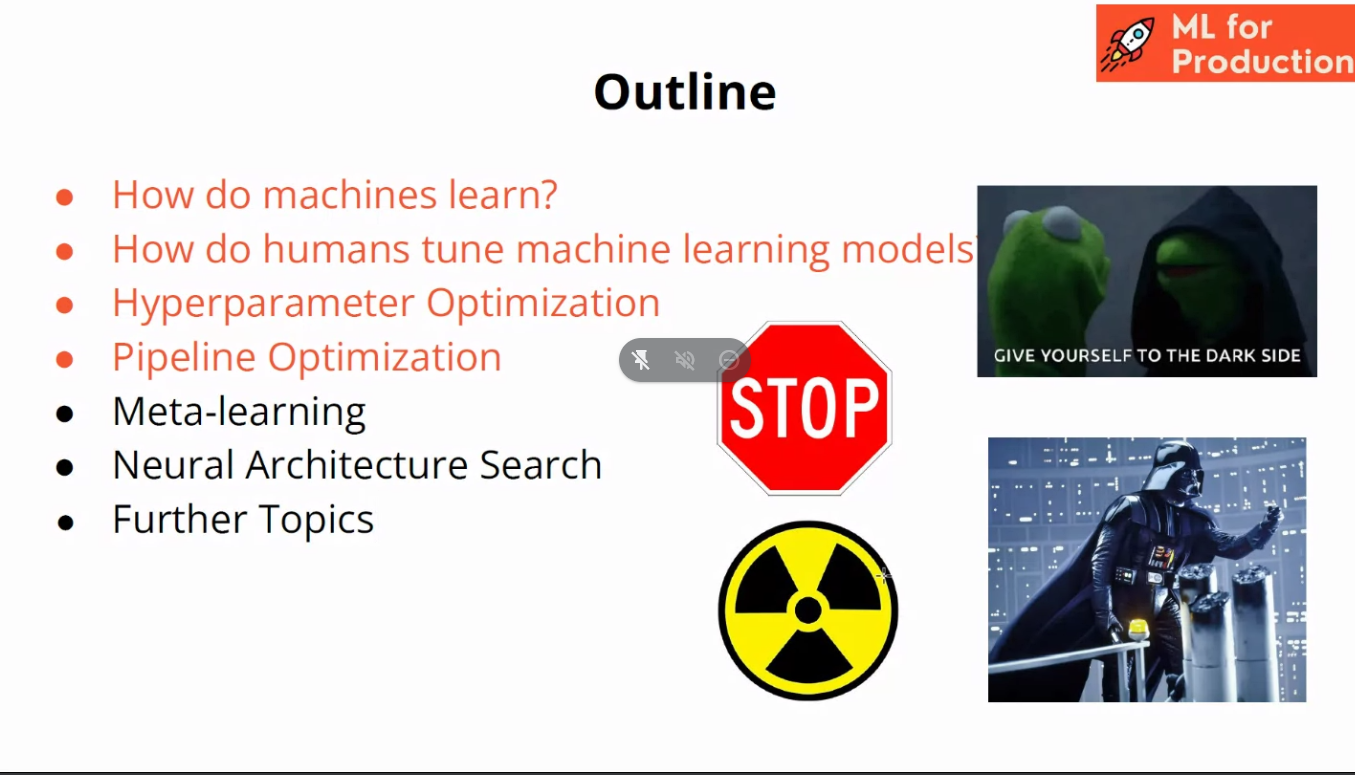 ML for
Production
Outline
● How do machines learn?
● How do humans tune machine learning models?
● Hyperparameter Optimization
● Pipeline Optimization
● Meta-learning
● Neural Architecture Search
● Further Topics
GIVE YOURSELF TO THE DARK SIDE
STOP